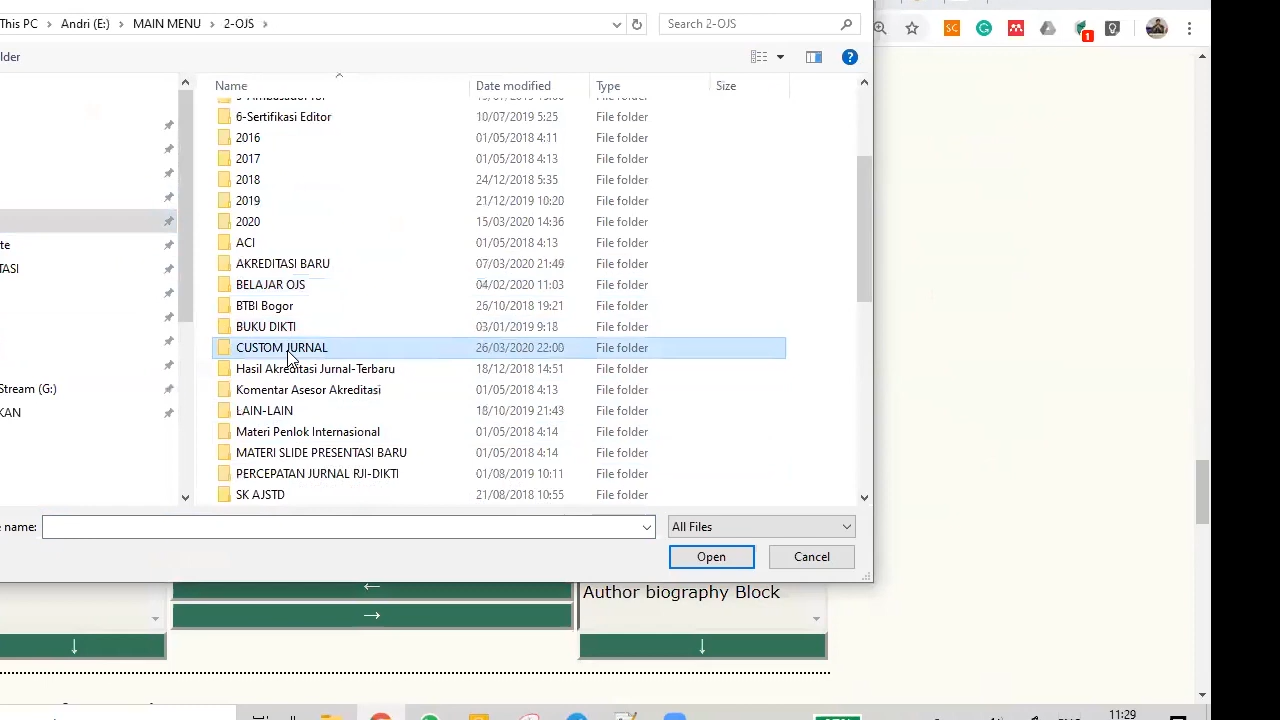 This PC > Andri (E:) > MAIN MENU > 2-OJS >
Search 2-OJS
SC
1
older
?
Name Date modified Type Size
6-Sertifikasi Editor 10/07/2019 5:25 File folder
2016 01/05/2018 4:11 File folder
2017 01/05/2018 4:13 File folder
2018 24/12/2018 5:35 File folder
2019 21/12/2019 10:20 File folder
2020 15/03/2020 14:36 File folder
te
ACI 01/05/2018 4:13 File folder
TASI
AKREDITASI BARU 07/03/2020 21:49 File folder
BELAJAR OJS 04/02/2020 11:03 File folder
BTBI Bogor 26/10/2018 19:21 File folder
BUKU DIKTI 03/01/2019 9:18 File folder
CUSTOM JURNAL 26/03/2020 22:00 File folder
Hasil Akreditasi Jurnal-Terbaru 18/12/2018 14:51 File folder
Stream (G:)
Komentar Asesor Akreditasi 01/05/2018 4:13 File folder
KAN
LAIN-LAIN 18/10/2019 21:43 File folder
Materi Penlok Internasional 01/05/2018 4:14 File folder
MATERI SLIDE PRESENTASI BARU 01/05/2018 4:14 File folder
PERCEPATAN JURNAL RJI-DIKTI 01/08/2019 10:11 File folder
SK AJSTD 21/08/2018 10:55 File folder
name:
All Files
Open
Cancel
←
→
Author biography Block
↓
↓
11:29